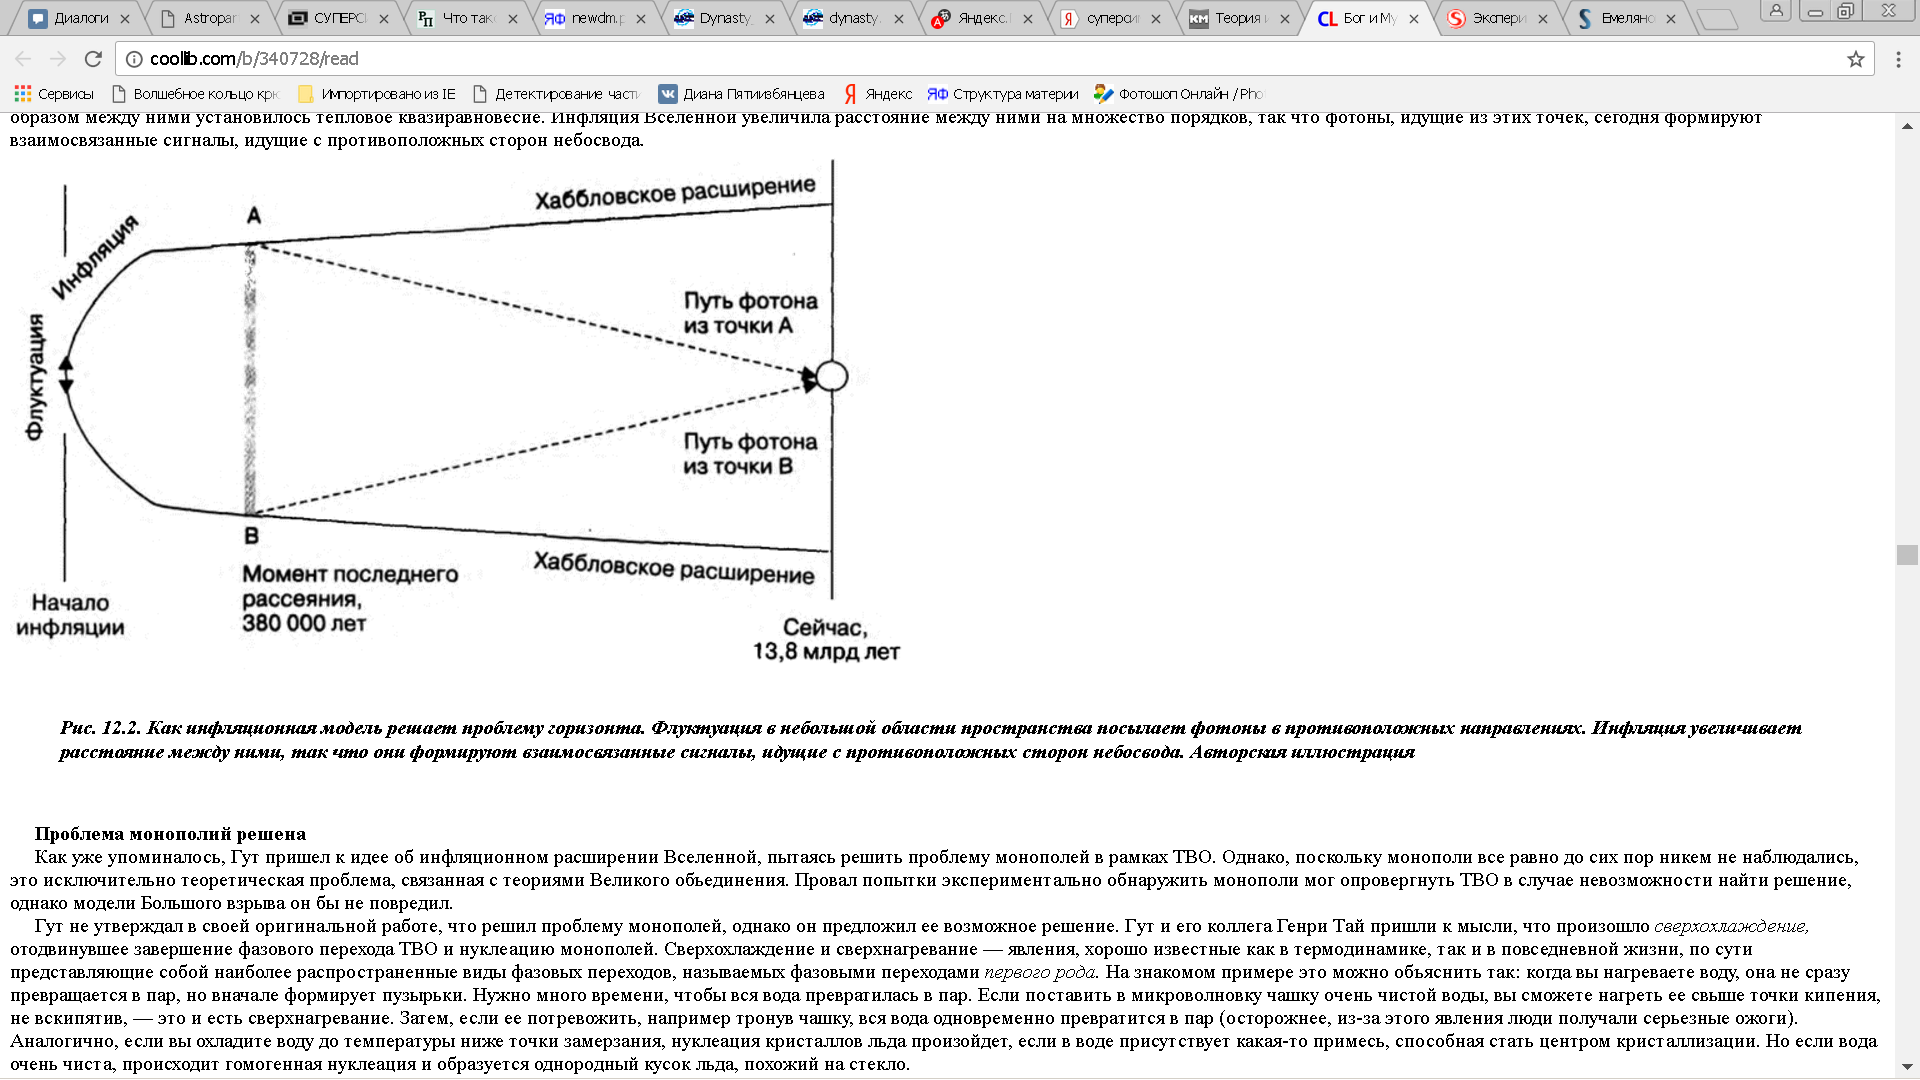 Диалоги
Astropar
СУПЕРС
Что так
newdm.p
Dynasty_
dynasty.
Яндекс.
суперси
Теория и
Бог и Му
Экспери
Емеляно
coollib.com/b/340728/read
Сервисы
Волшебное кольцо кри
Импортировано из IE
Детектирование части
Диана Пятиизбянцева
Яндекс
Структура материи
Фотошоп Онлайн / Pho
образом между ними установилось тепловое квазиравновесие. Инфляция Вселенной увеличила расстояние между ними на множество порядков, так что фотоны, идущие из этих точек, сегодня формируют
взаимосвязанные сигналы, идущие с противоположных сторон небосвода.
Хаббловское расширение
A
Инфляция
Путь фотона
из точки A
Флуктуация
Путь фотона
из точки B
B
Хаббловское расширение
Момент последнего
рассеяния,
380 000 лет
Начало
инфляции
Сейчас,
13,8 млрд лет
Рис. 12.2. Как инфляционная модель решает проблему горизонта. Флуктуация в небольшой области пространства посылает фотоны в противоположных направлениях. Инфляция увеличивает
расстояние между ними, так что они формируют взаимосвязанные сигналы, идущие с противоположных сторон небосвода. Авторская иллюстрация
Проблема монополий решена
Как уже упоминалось, Гут пришел к идее об инфляционном расширении Вселенной, пытаясь решить проблему монополей в рамках ТВО. Однако, поскольку монополи все равно до сих пор никем не наблюдались,
это исключительно теоретическая проблема, связанная с теориями Великого объединения. Провал попытки экспериментально обнаружить монополи мог опровергнуть ТВО в случае невозможности найти решение,
однако модели Большого взрыва он бы не повредил.
Гут не утверждал в своей оригинальной работе, что решил проблему монополей, однако он предложил ее возможное решение. Гут и его коллега Генри Тай пришли к мысли, что произошло сверхохлаждение,
отодвинувшее завершение фазового перехода ТВО и нуклеацию монополей. Сверхохлаждение и сверхнагревание — явления, хорошо известные как в термодинамике, так и в повседневной жизни, по сути
представляющие собой наиболее распространенные виды фазовых переходов, называемых фазовыми переходами первого рода. На знакомом примере это можно объяснить так: когда вы нагреваете воду, она не сразу
превращается в пар, но вначале формирует пузырьки. Нужно много времени, чтобы вся вода превратилась в пар. Если поставить в микроволновку чашку очень чистой воды, вы сможете нагреть ее свыше точки кипения,
не вскипятив, — это и есть сверхнагревание. Затем, если ее потревожить, например тронув чашку, вся вода одновременно превратится в пар (осторожнее, из-за этого явления люди получали серьезные ожоги).
Аналогично, если вы охладите воду до температуры ниже точки замерзания, нуклеация кристаллов льда произойдет, если в воде присутствует какая-то примесь, способная стать центром кристаллизации. Но если вода
очень чиста, происходит гомогенная нуклеация и образуется однородный кусок льда, похожий на стекло.